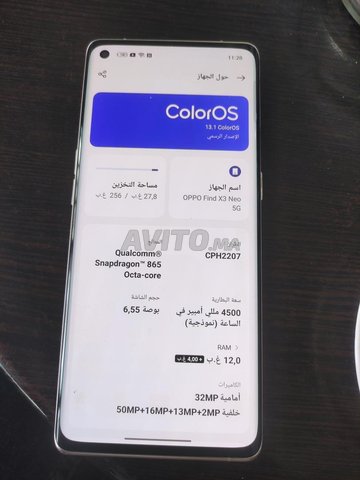 11:28
حول الجهاز
ColorOS
ColorOS 13.1
الإصدار الرسمي
اسم الجهاز
OPPO Find X3 Neo
5G
مساحة التخزين
27,8 غ.ب / 256 غ.ب
AVITO.MA
CPH2207
Qualcomm®
Snapdragon™ 865
Octa-core
سعة البطارية
4500 مللي أمبير في
الساعة (نموذجية)
حجم الشاشة
6,55 بوصة
RAM
12,0 غ.ب + 4,00 غ.ب
الكاميرات
أمامية 32MP
خلفية 50MP+16MP+13MP+2MP